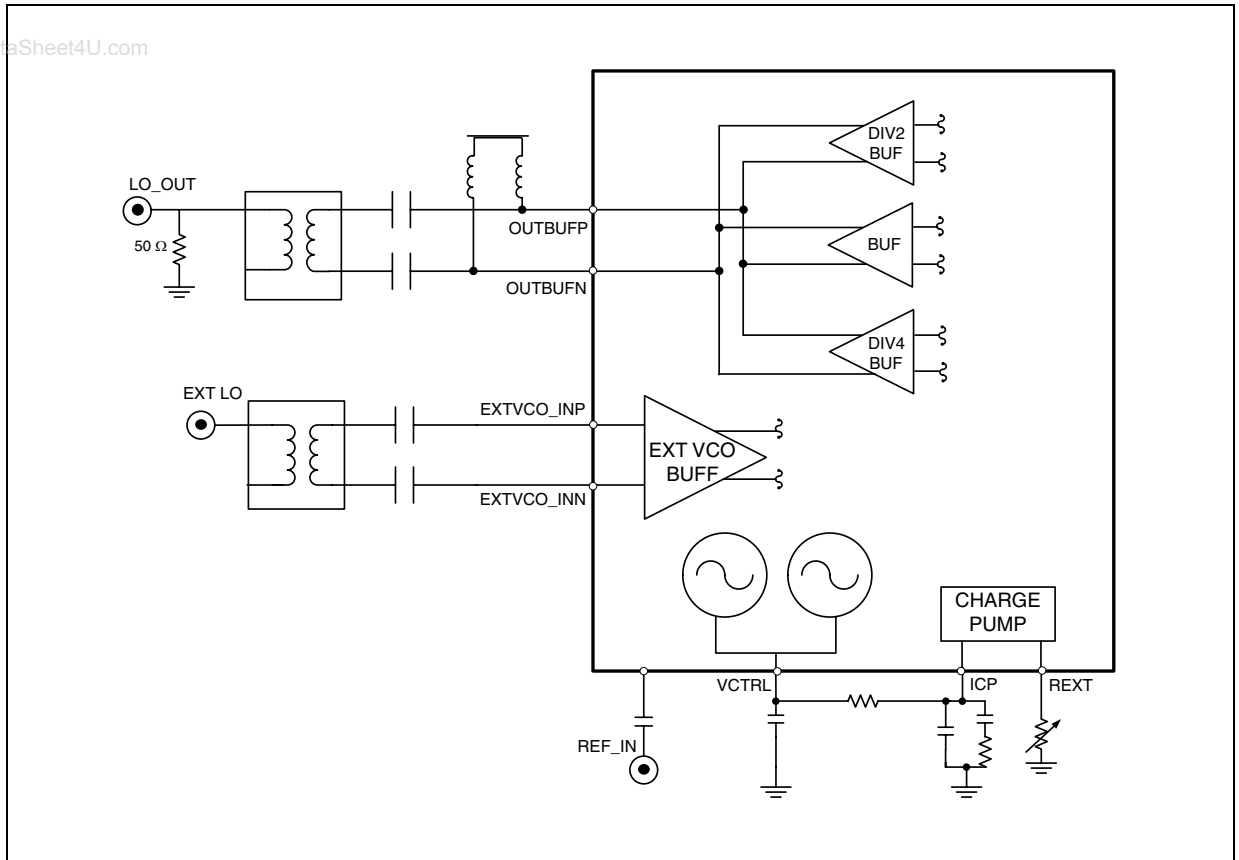 taSheet4U.com
LO_OUT
50 Ω
OUTBUFP
OUTBUFN
DIV2
BUF
BUF
DIV4
BUF
EXT LO
EXTVCO_INP
EXTVCO_INN
EXT VCO
BUFF
CHARGE
PUMP
VCTRL
ICP
REXT
REF_IN